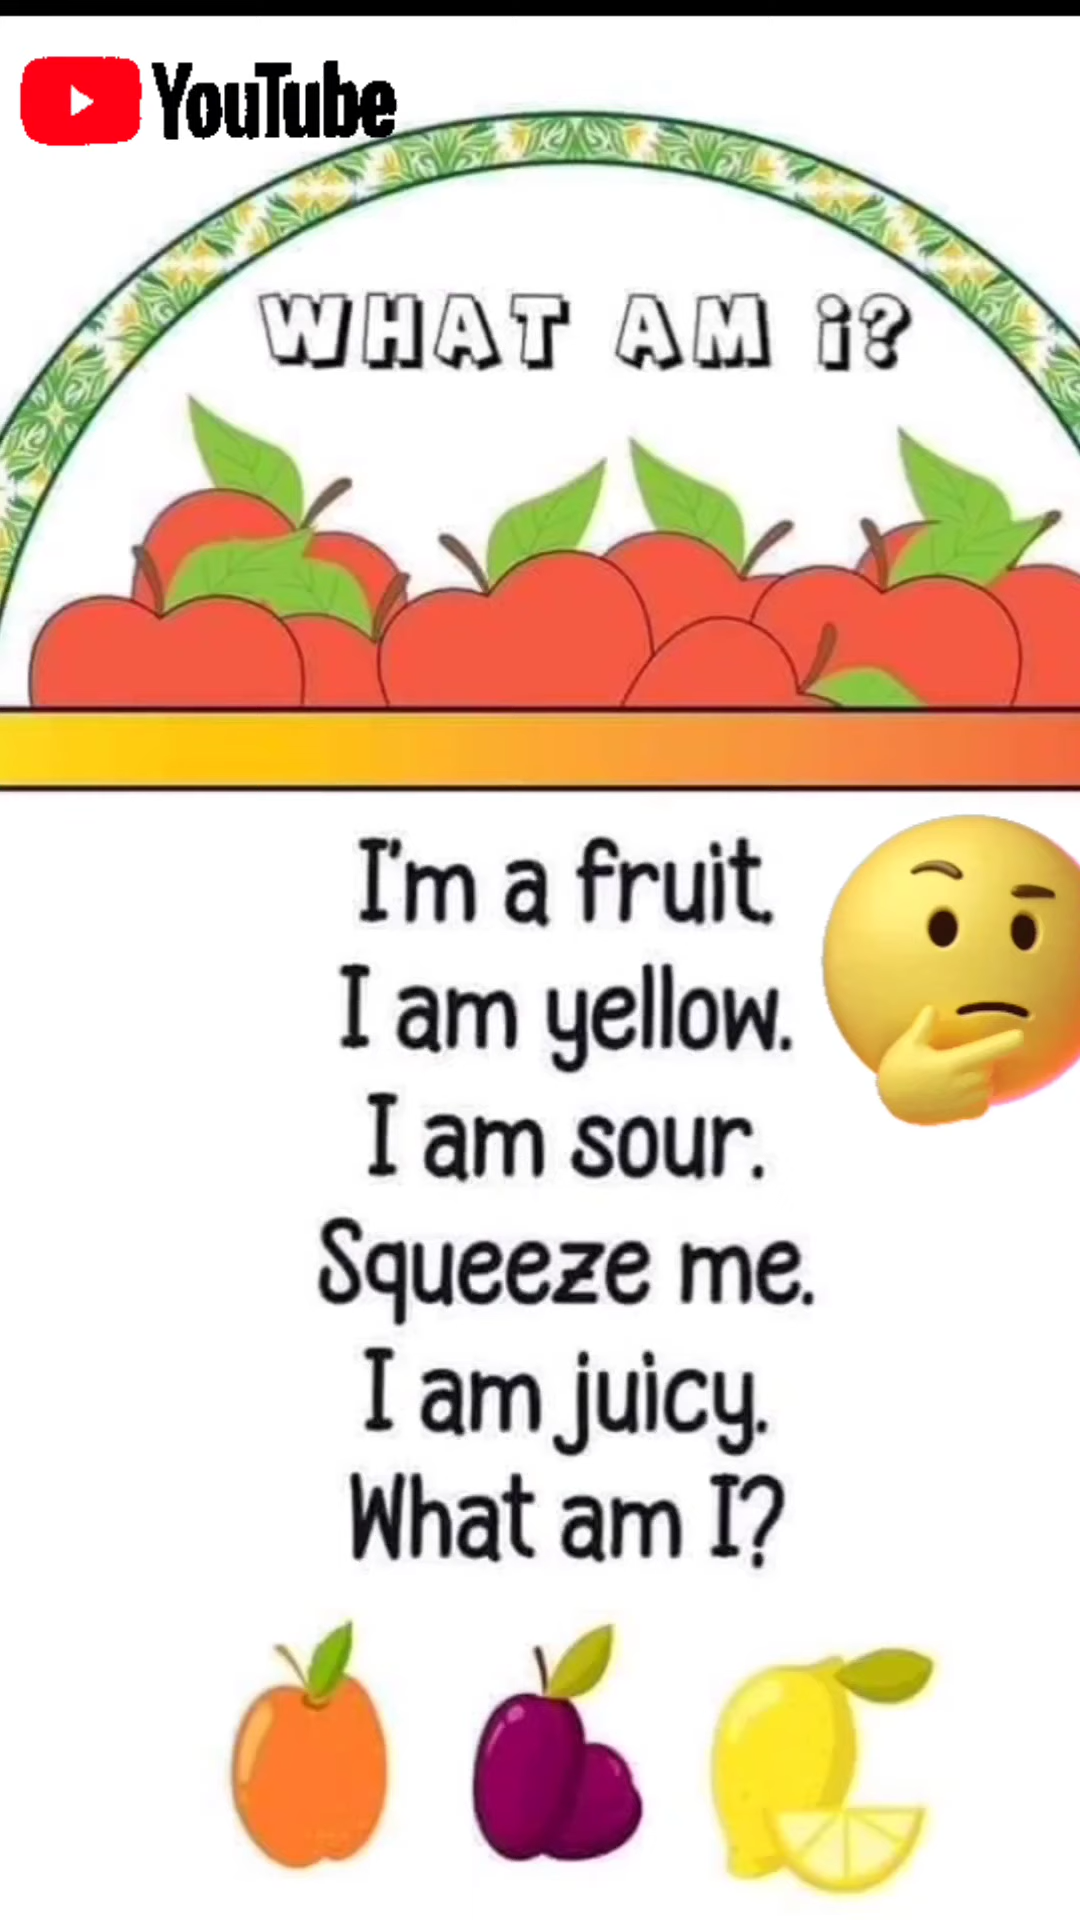 YouTube
WHAT AM i?
I'm a fruit.
I am yellow.
I am sour.
Squeeze me.
I am juicy.
What am I?